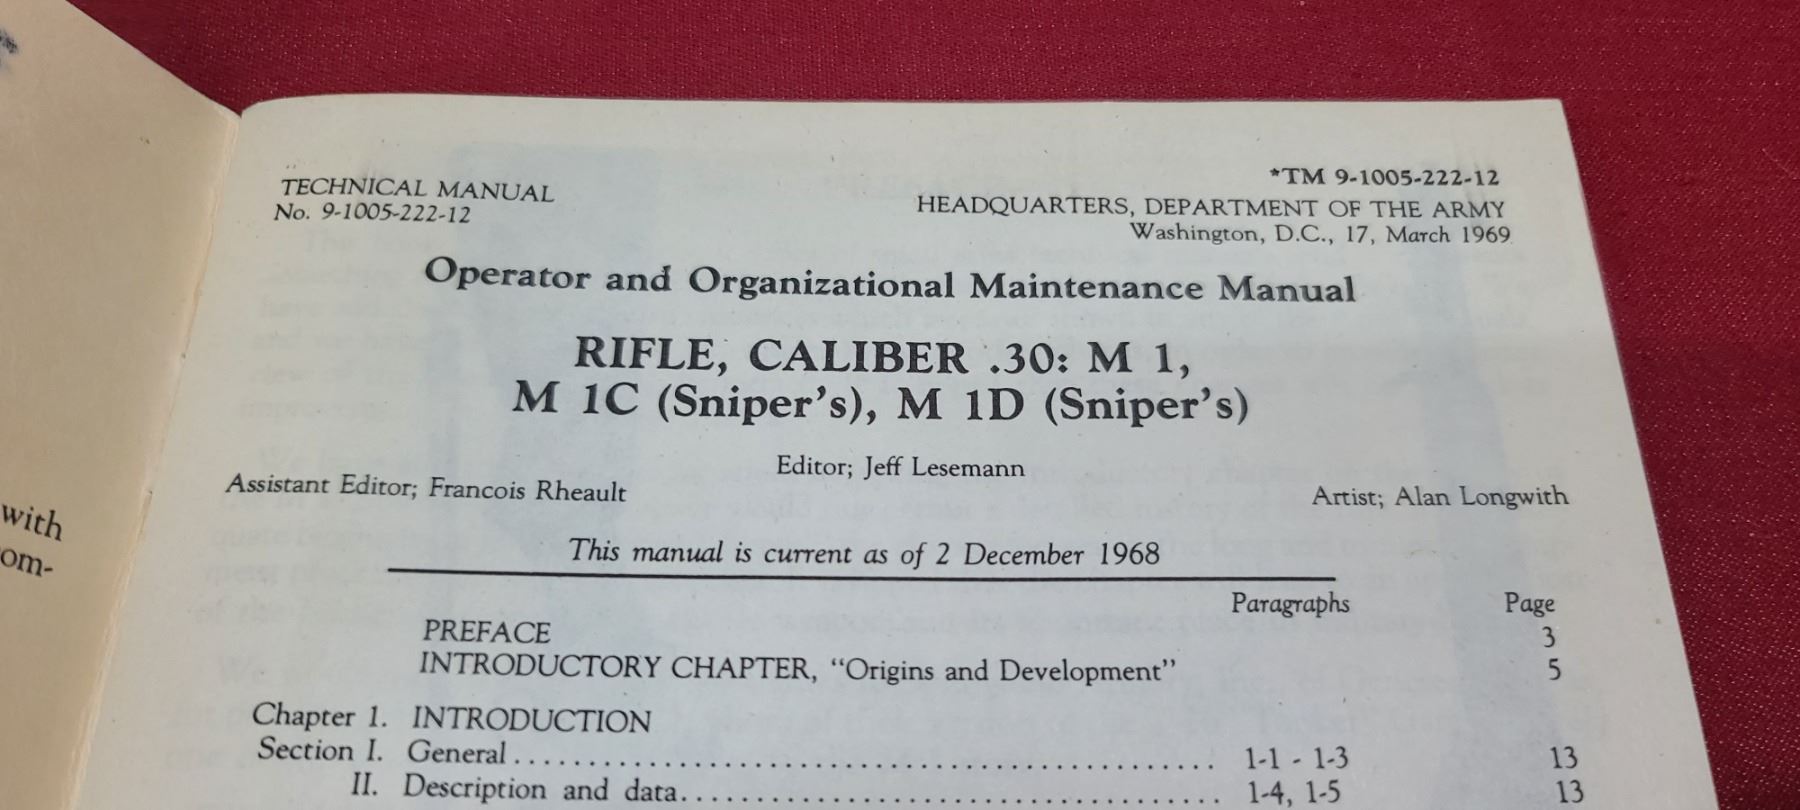 with
om-
TECHNICAL MANUAL
No. 9-1005-222-12
*TM 9-1005-222-12
HEADQUARTERS, DEPARTMENT OF THE ARMY
Washington, D.C., 17, March 1969
Operator and Organizational Maintenance Manual
RIFLE, CALIBER .30: M 1,
M 1C (Sniper's), M 1D (Sniper's)
Editor; Jeff Lesemann
Assistant Editor; Francois Rheault Artist; Alan Longwith
This manual is current as of 2 December 1968
Paragraphs Page
PREFACE 3
INTRODUCTORY CHAPTER, "Origins and Development" 5
Chapter 1. INTRODUCTION
Section I. General........................................ 1-1 - 1-3 13
II. Description and data................................ 1-4, 1-5 13